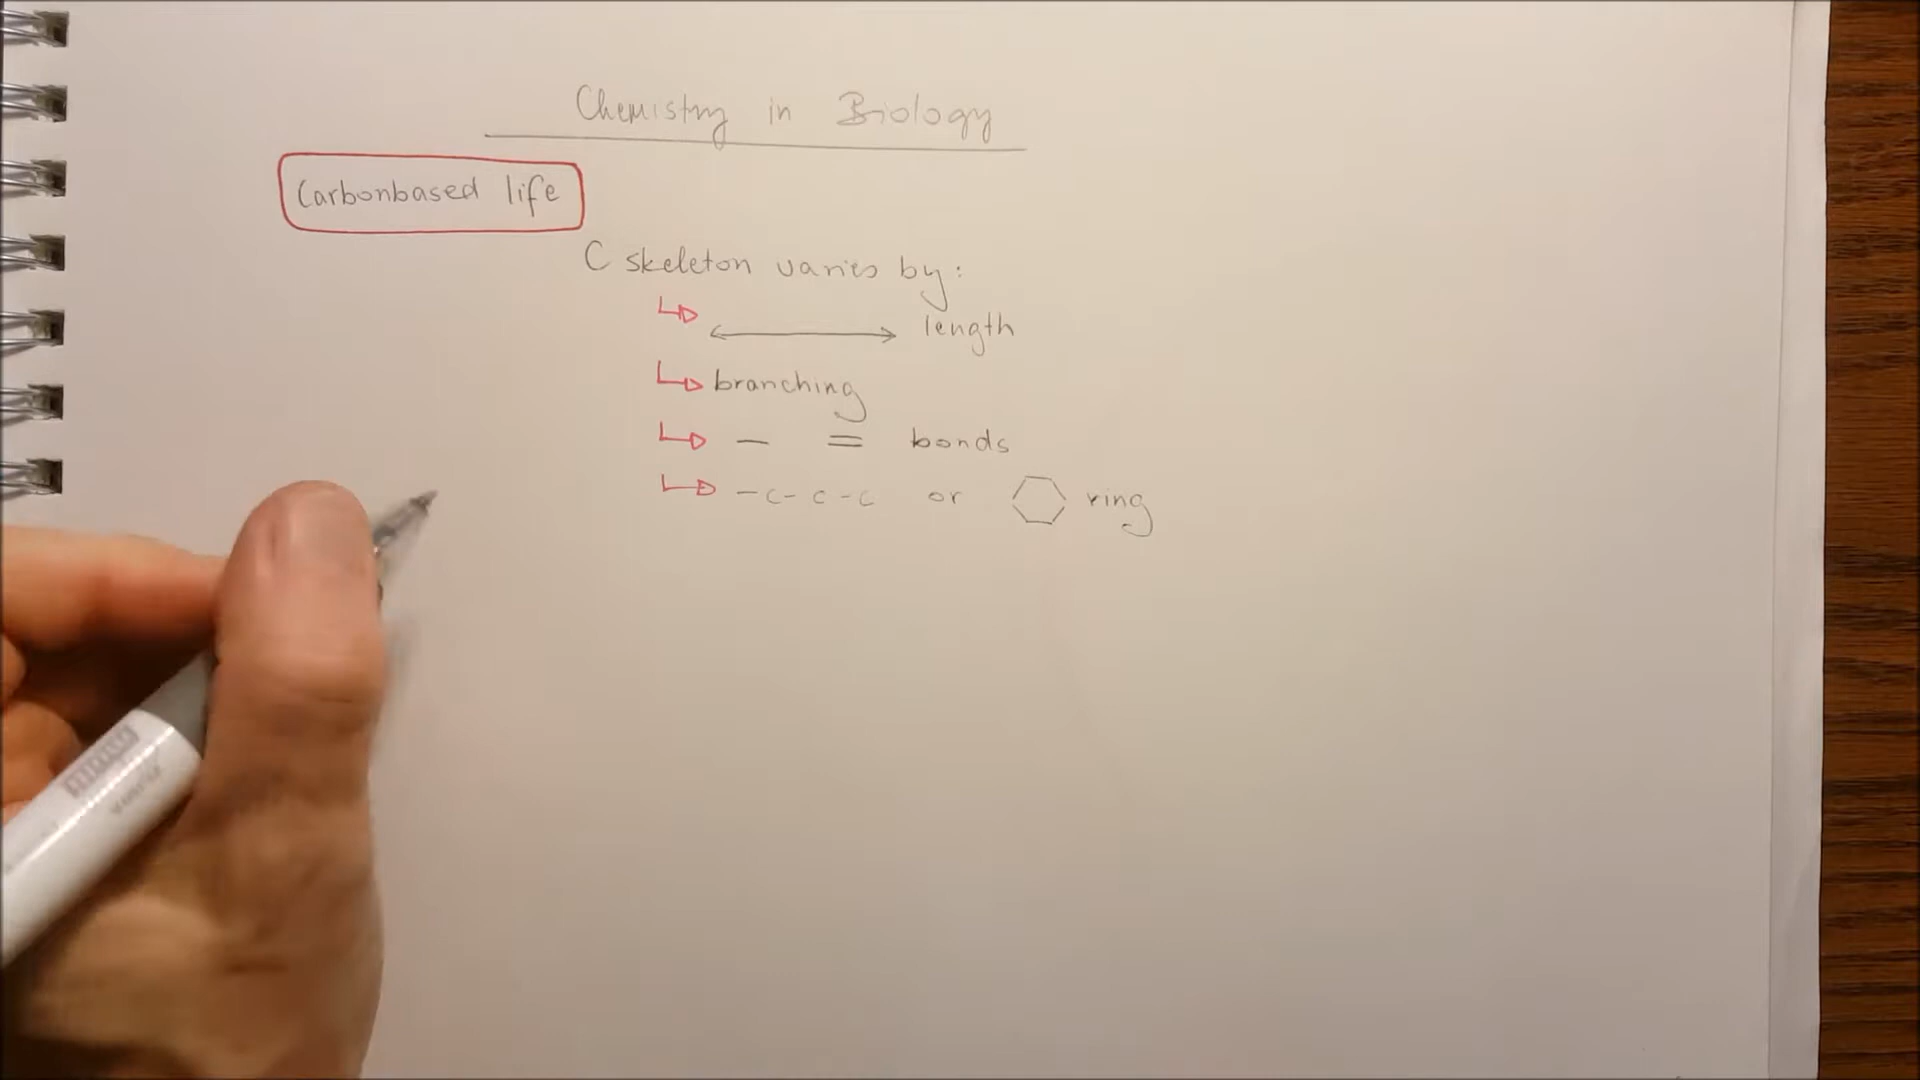 Chemistry in Biology
Carbonbased life
C skeleton varies by:
length
branching
— = bonds
-C-C-C or ring